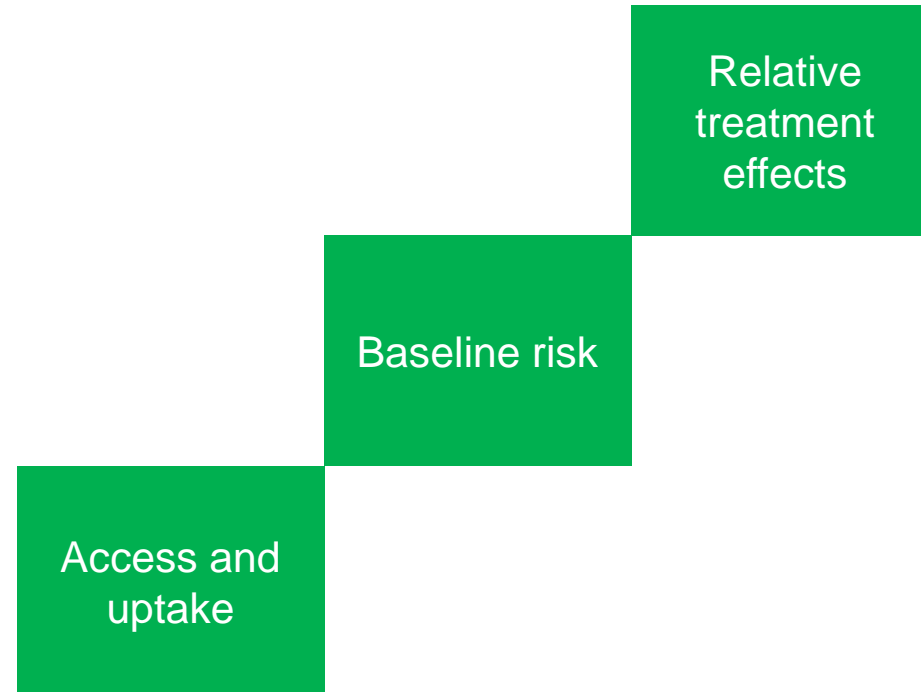 Relative
treatment
effects
Baseline risk
Access and
uptake